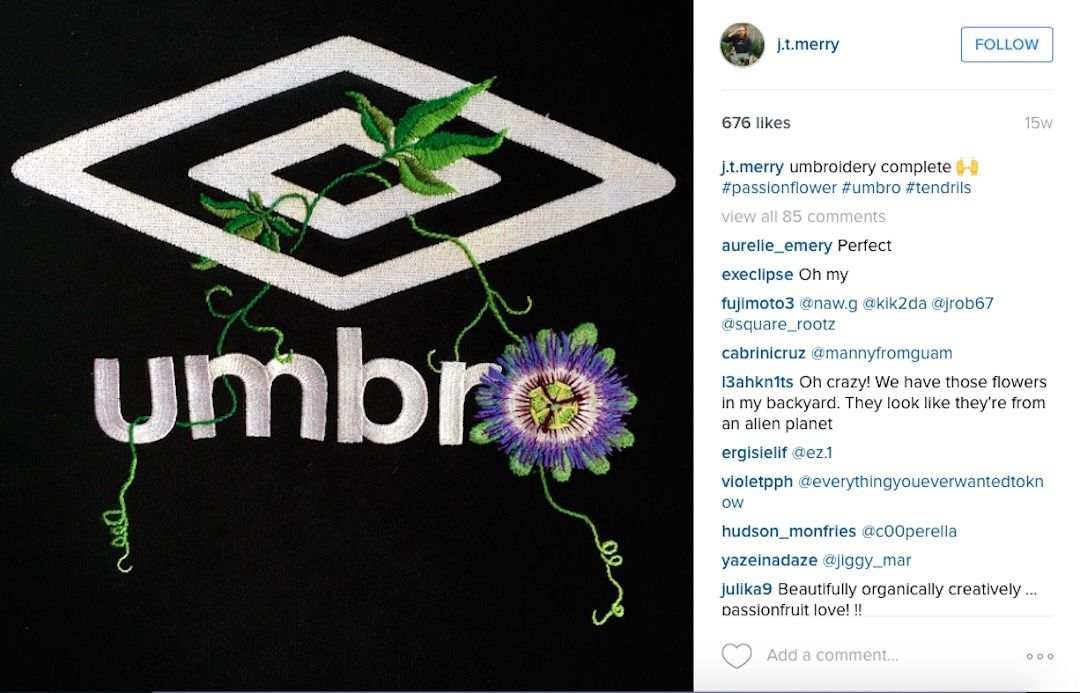 umbro
j.t.merry
FOLLOW
676 likes
15w
j.t.merry umbroidery complete 🙌
#passionflower #umbro #tendrils
view all 85 comments
aurelie_emery Perfect
execlipse Oh my
fujimoto3 @naw.g @kik2da @jrob67
@square_rootz
cabrinicruz @mannyfromguam
l3ahkn1ts Oh crazy! We have those flowers
in my backyard. They look like they're from
an alien planet
ergisielif @ez.1
violetpph @everythingyoueverwantedtokn
ow
hudson_monfries @c00perella
yazeinadaze @jiggy_mar
julika9 Beautifully organically creatively ...
passionfruit love! !!
Add a comment...